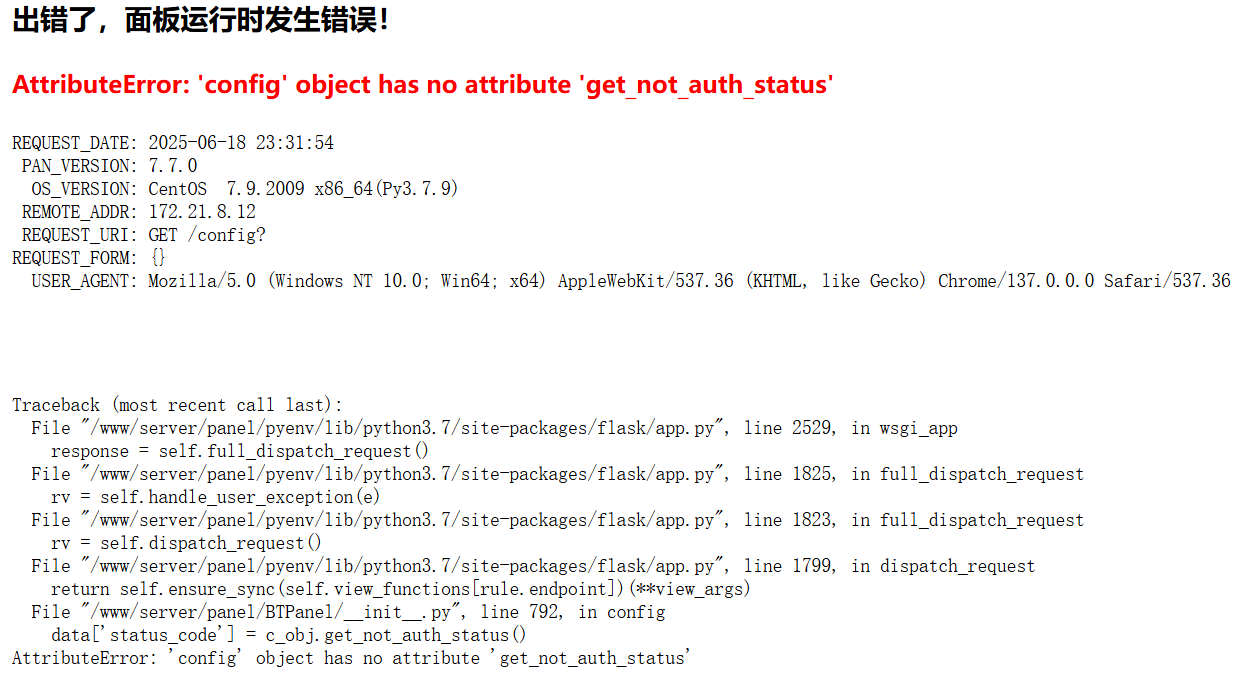 出错了，面板运行时发生错误！
AttributeError: 'config' object has no attribute 'get_not_auth_status'
REQUEST_DATE: 2025-06-18 23:31:54
PAN_VERSION: 7.7.0
OS_VERSION: CentOS  7.9.2009 x86_64(Py3.7.9)
REMOTE_ADDR: 172.21.8.12
REQUEST_URI: GET /config?
REQUEST_FORM: {}
USER_AGENT: Mozilla/5.0 (Windows NT 10.0; Win64; x64) AppleWebKit/537.36 (KHTML, like Gecko) Chrome/137.0.0.0 Safari/537.36
Traceback (most recent call last):
  File "/www/server/panel/pyenv/lib/python3.7/site-packages/flask/app.py", line 2529, in wsgi_app
    response = self.full_dispatch_request()
  File "/www/server/panel/pyenv/lib/python3.7/site-packages/flask/app.py", line 1825, in full_dispatch_request
    rv = self.handle_user_exception(e)
  File "/www/server/panel/pyenv/lib/python3.7/site-packages/flask/app.py", line 1823, in full_dispatch_request
    rv = self.dispatch_request()
  File "/www/server/panel/pyenv/lib/python3.7/site-packages/flask/app.py", line 1799, in dispatch_request
    return self.ensure_sync(self.view_functions[rule.endpoint])(**view_args)
  File "/www/server/panel/BTPanel/__init__.py", line 792, in config
    data['status_code'] = c_obj.get_not_auth_status()
AttributeError: 'config' object has no attribute 'get_not_auth_status'